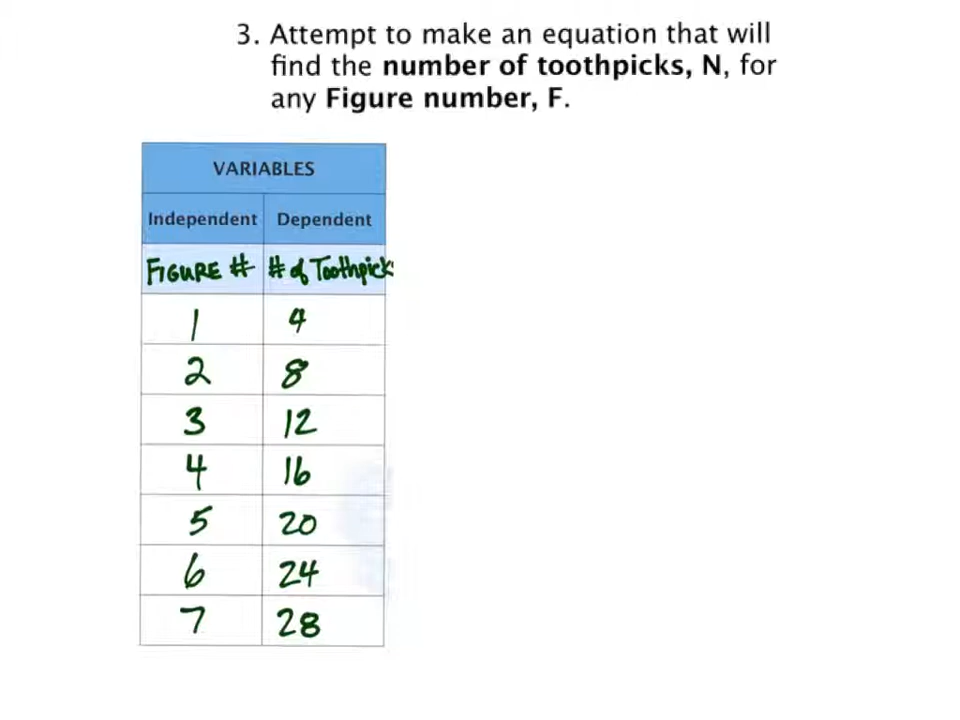 3. Attempt to make an equation that will
find the number of toothpicks, N, for
any Figure number, F.
VARIABLES
Independent Dependent
FIGURE # # of Toothpicks
1 4
2 8
3 12
4 16
5 20
6 24
7 28